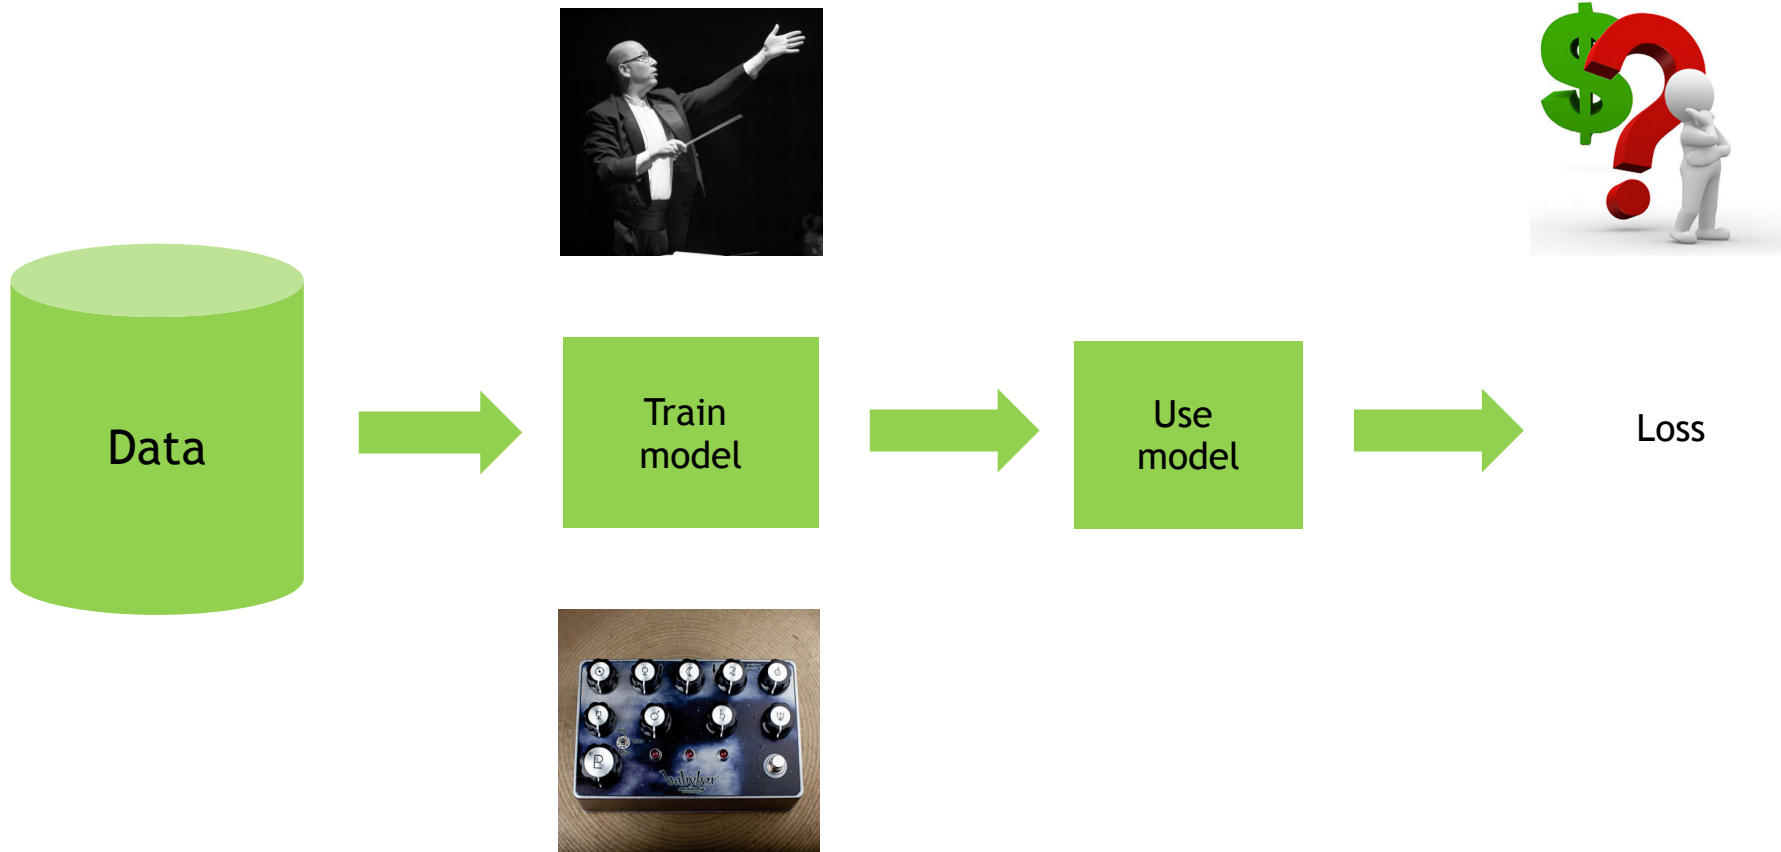 Data
Train
model
Use
model
Loss
$
?